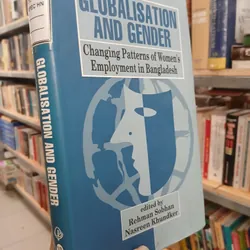 GLOBALISATION
AND GENDER
Changing Patterns of Women's
Employment in Bangladesh
edited by
Rehman Sobhan
Nasreen Khundker
GLOBALISATION AND GENDER